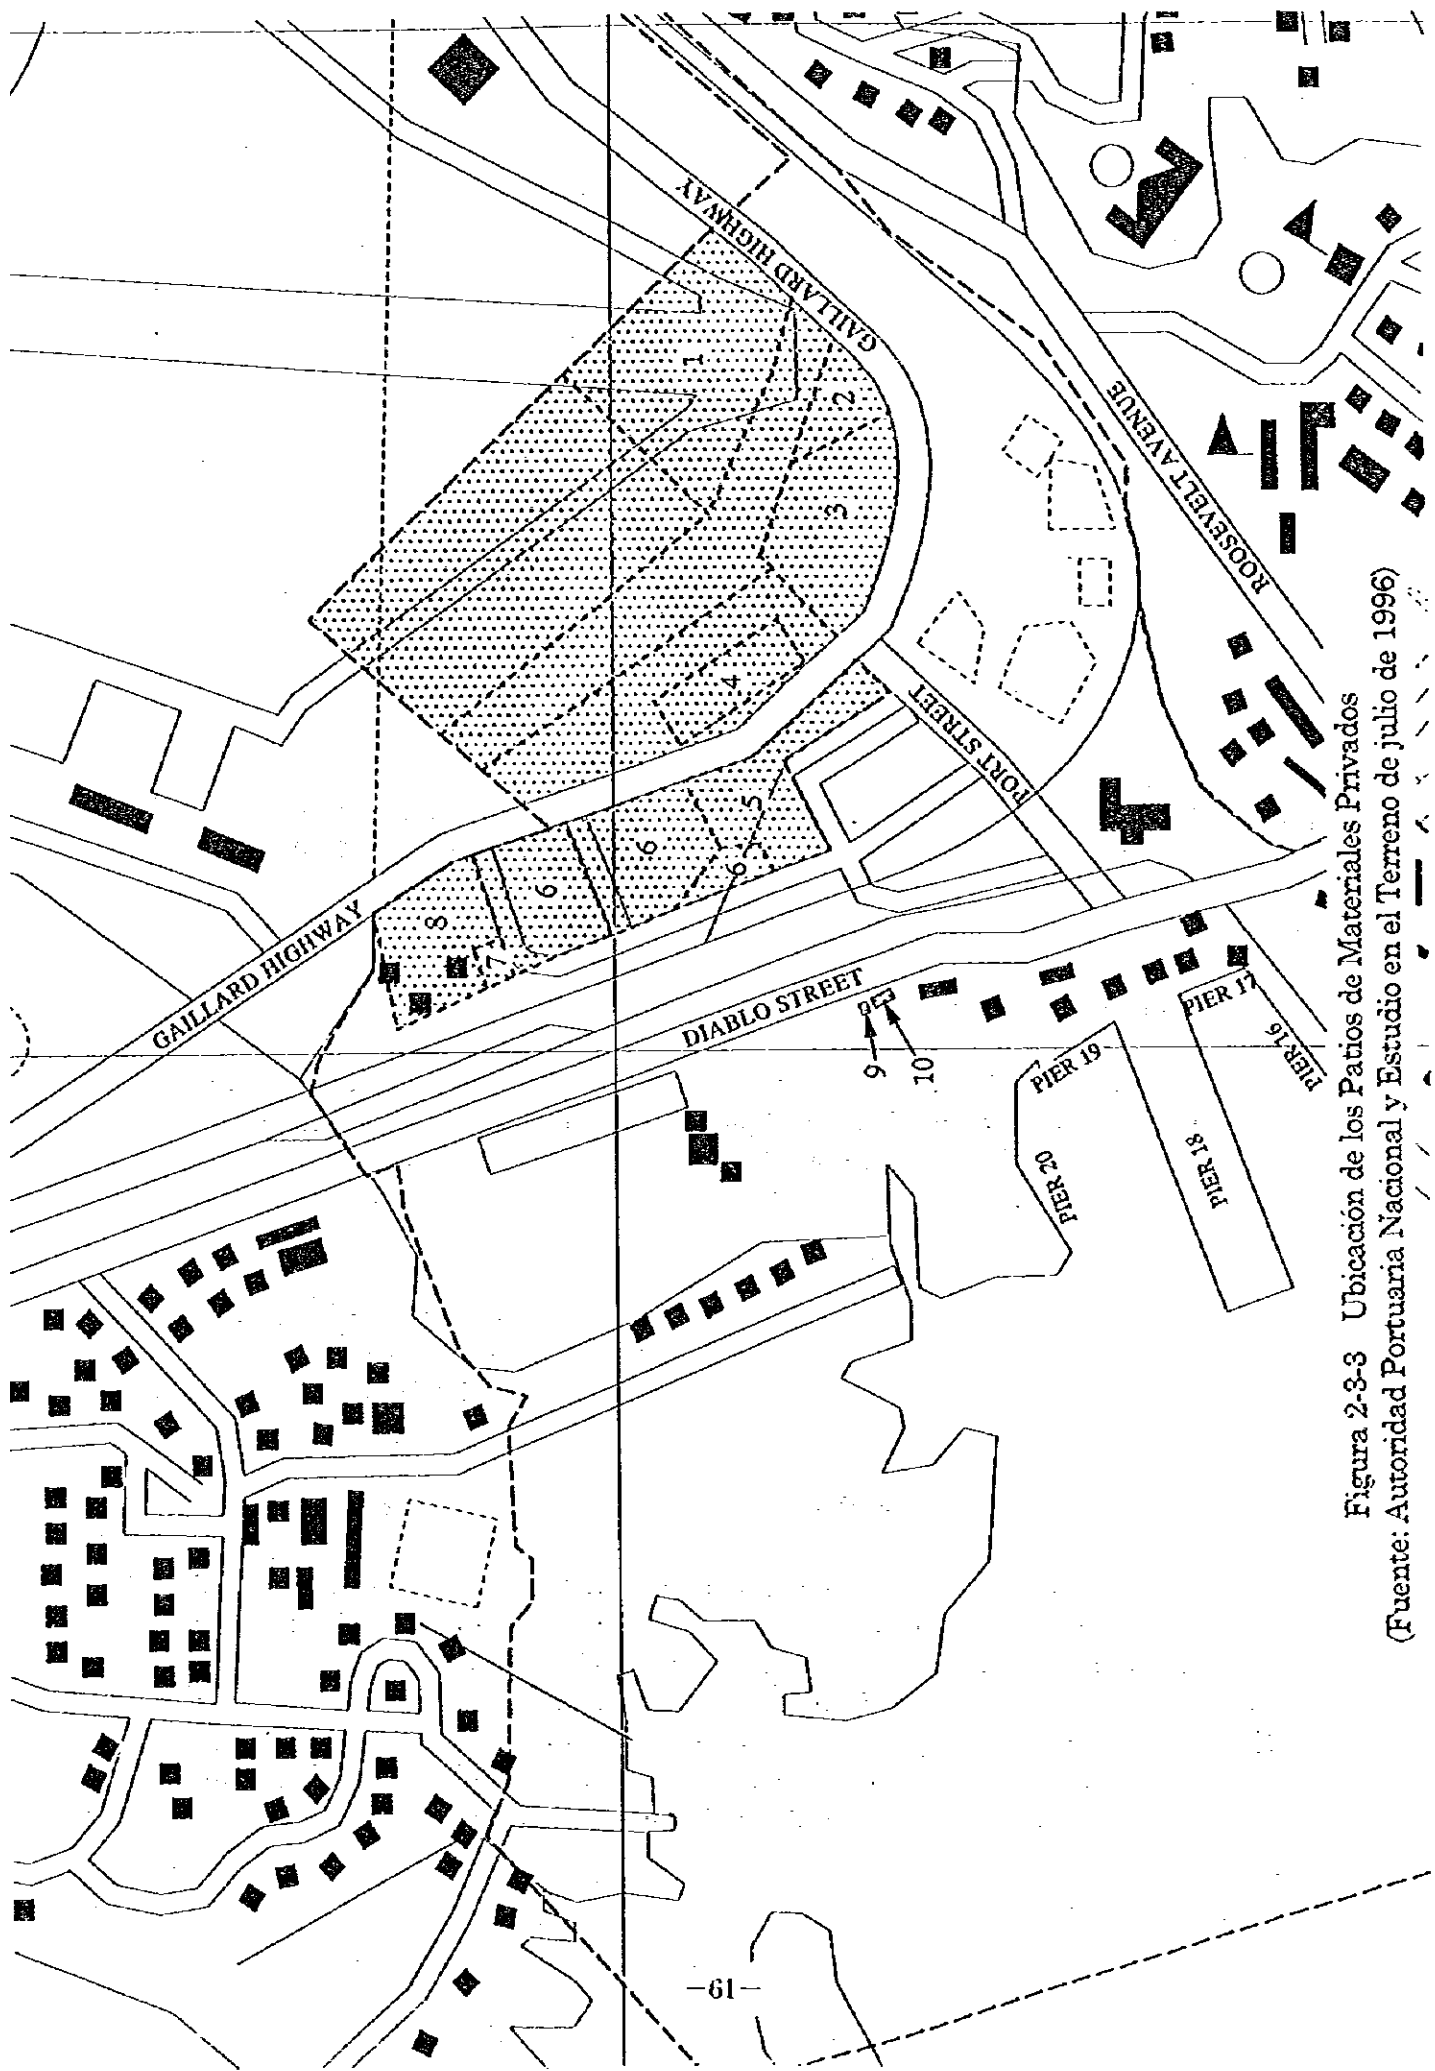 GAILLARD HIGHWAY
GAILLARD HIGHWAY
1
2
3
4
5
6
6
6
7
8
PORT STREET
ROOSEVELT AVENUE
DIABLO STREET
9
10
PIER 20
PIER 19
PIER 18
PIER 17
PIER 16
Figura 2-3-3 Ubicación de los Patios de Materiales Privados
(Fuente: Autoridad Portuaria Nacional y Estudio en el Terreno de julio de 1996)
—61—